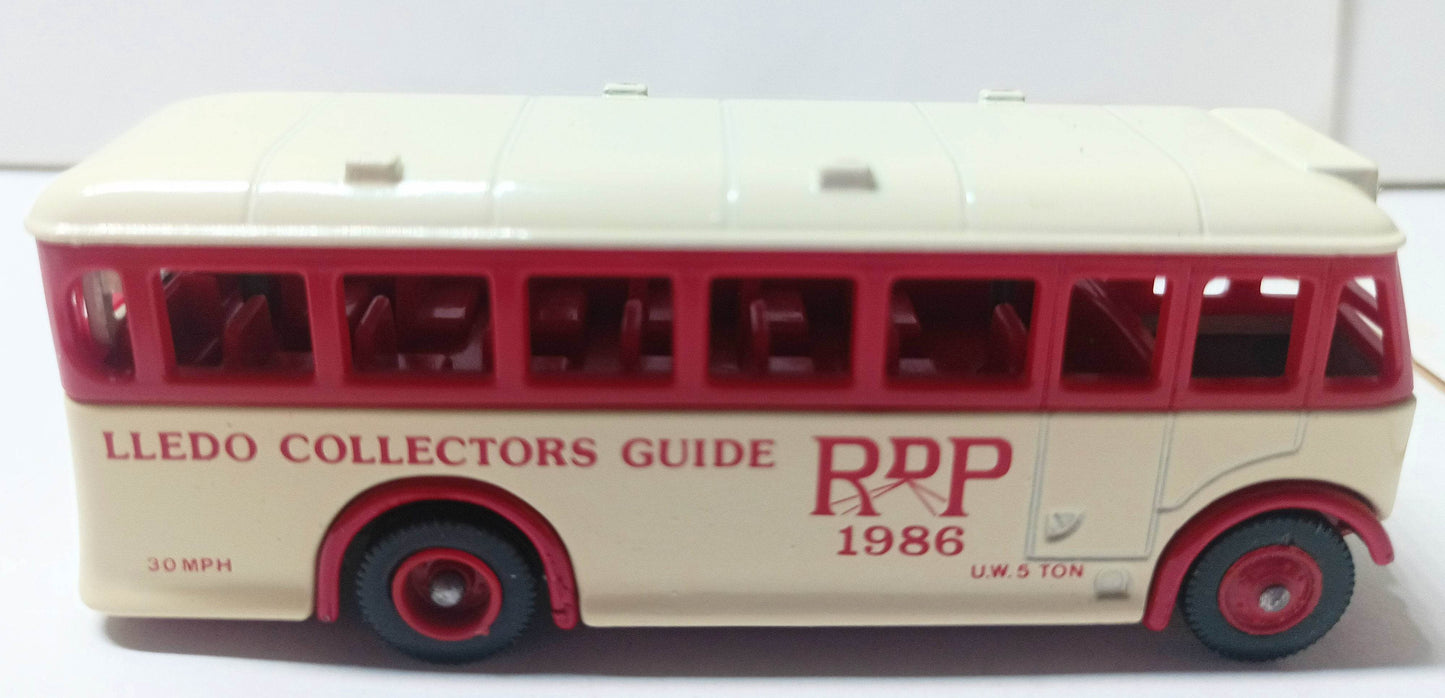 LLEDO COLLECTORS GUIDE
RDP
1986
30 MPH
U.W. 5 TON